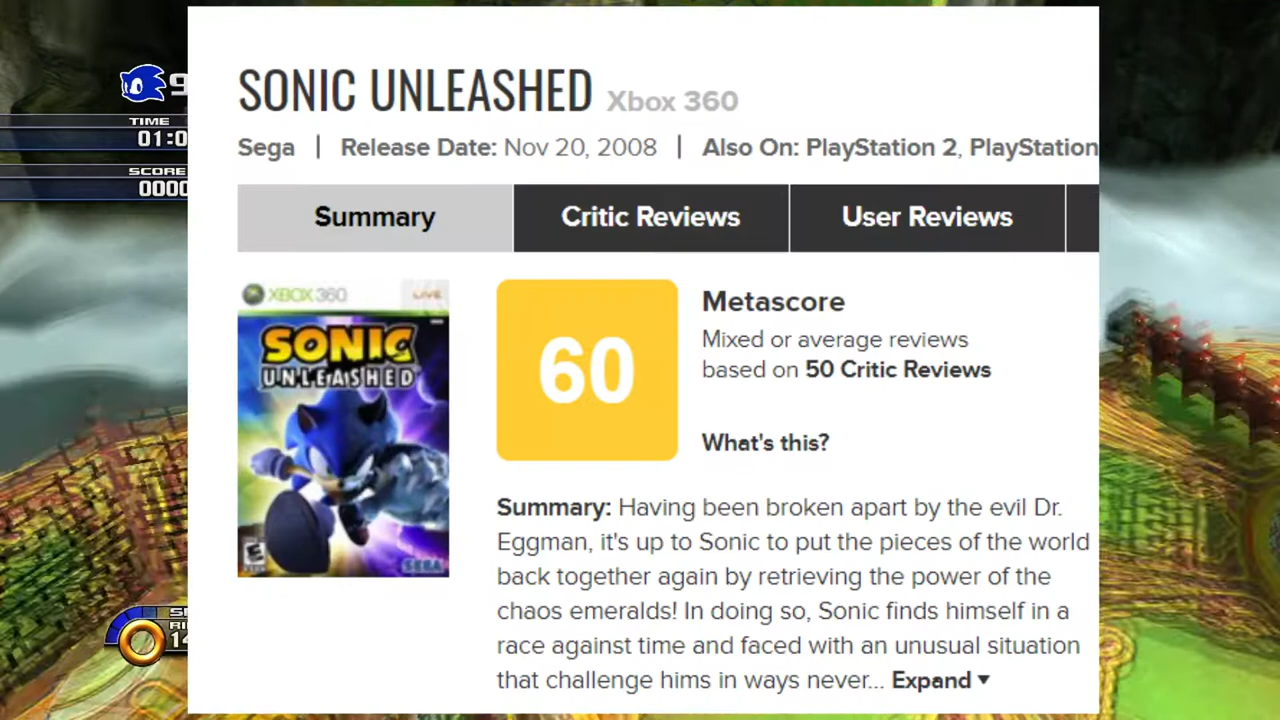 SONIC UNLEASHED Xbox 360
Sega | Release Date: Nov 20, 2008 | Also On: PlayStation 2, PlayStation
Summary Critic Reviews User Reviews
9
TIME
01:0
SCORE
0000
XBOX 360 LIVE
SONIC
UNLEASHED
E
SEGA
60
Metascore
Mixed or average reviews
based on 50 Critic Reviews
What's this?
Summary: Having been broken apart by the evil Dr.
Eggman, it's up to Sonic to put the pieces of the world
back together again by retrieving the power of the
chaos emeralds! In doing so, Sonic finds himself in a
race against time and faced with an unusual situation
that challenge hims in ways never... Expand ▼
SP
RI
14